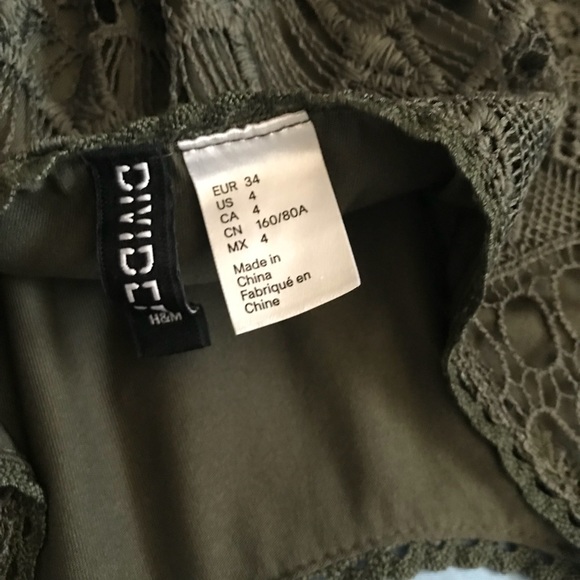 DIVIDED
H&M
EUR 34
US 4
CA 4
CN 160/80A
MX 4
Made in
China
Fabriqué en
Chine